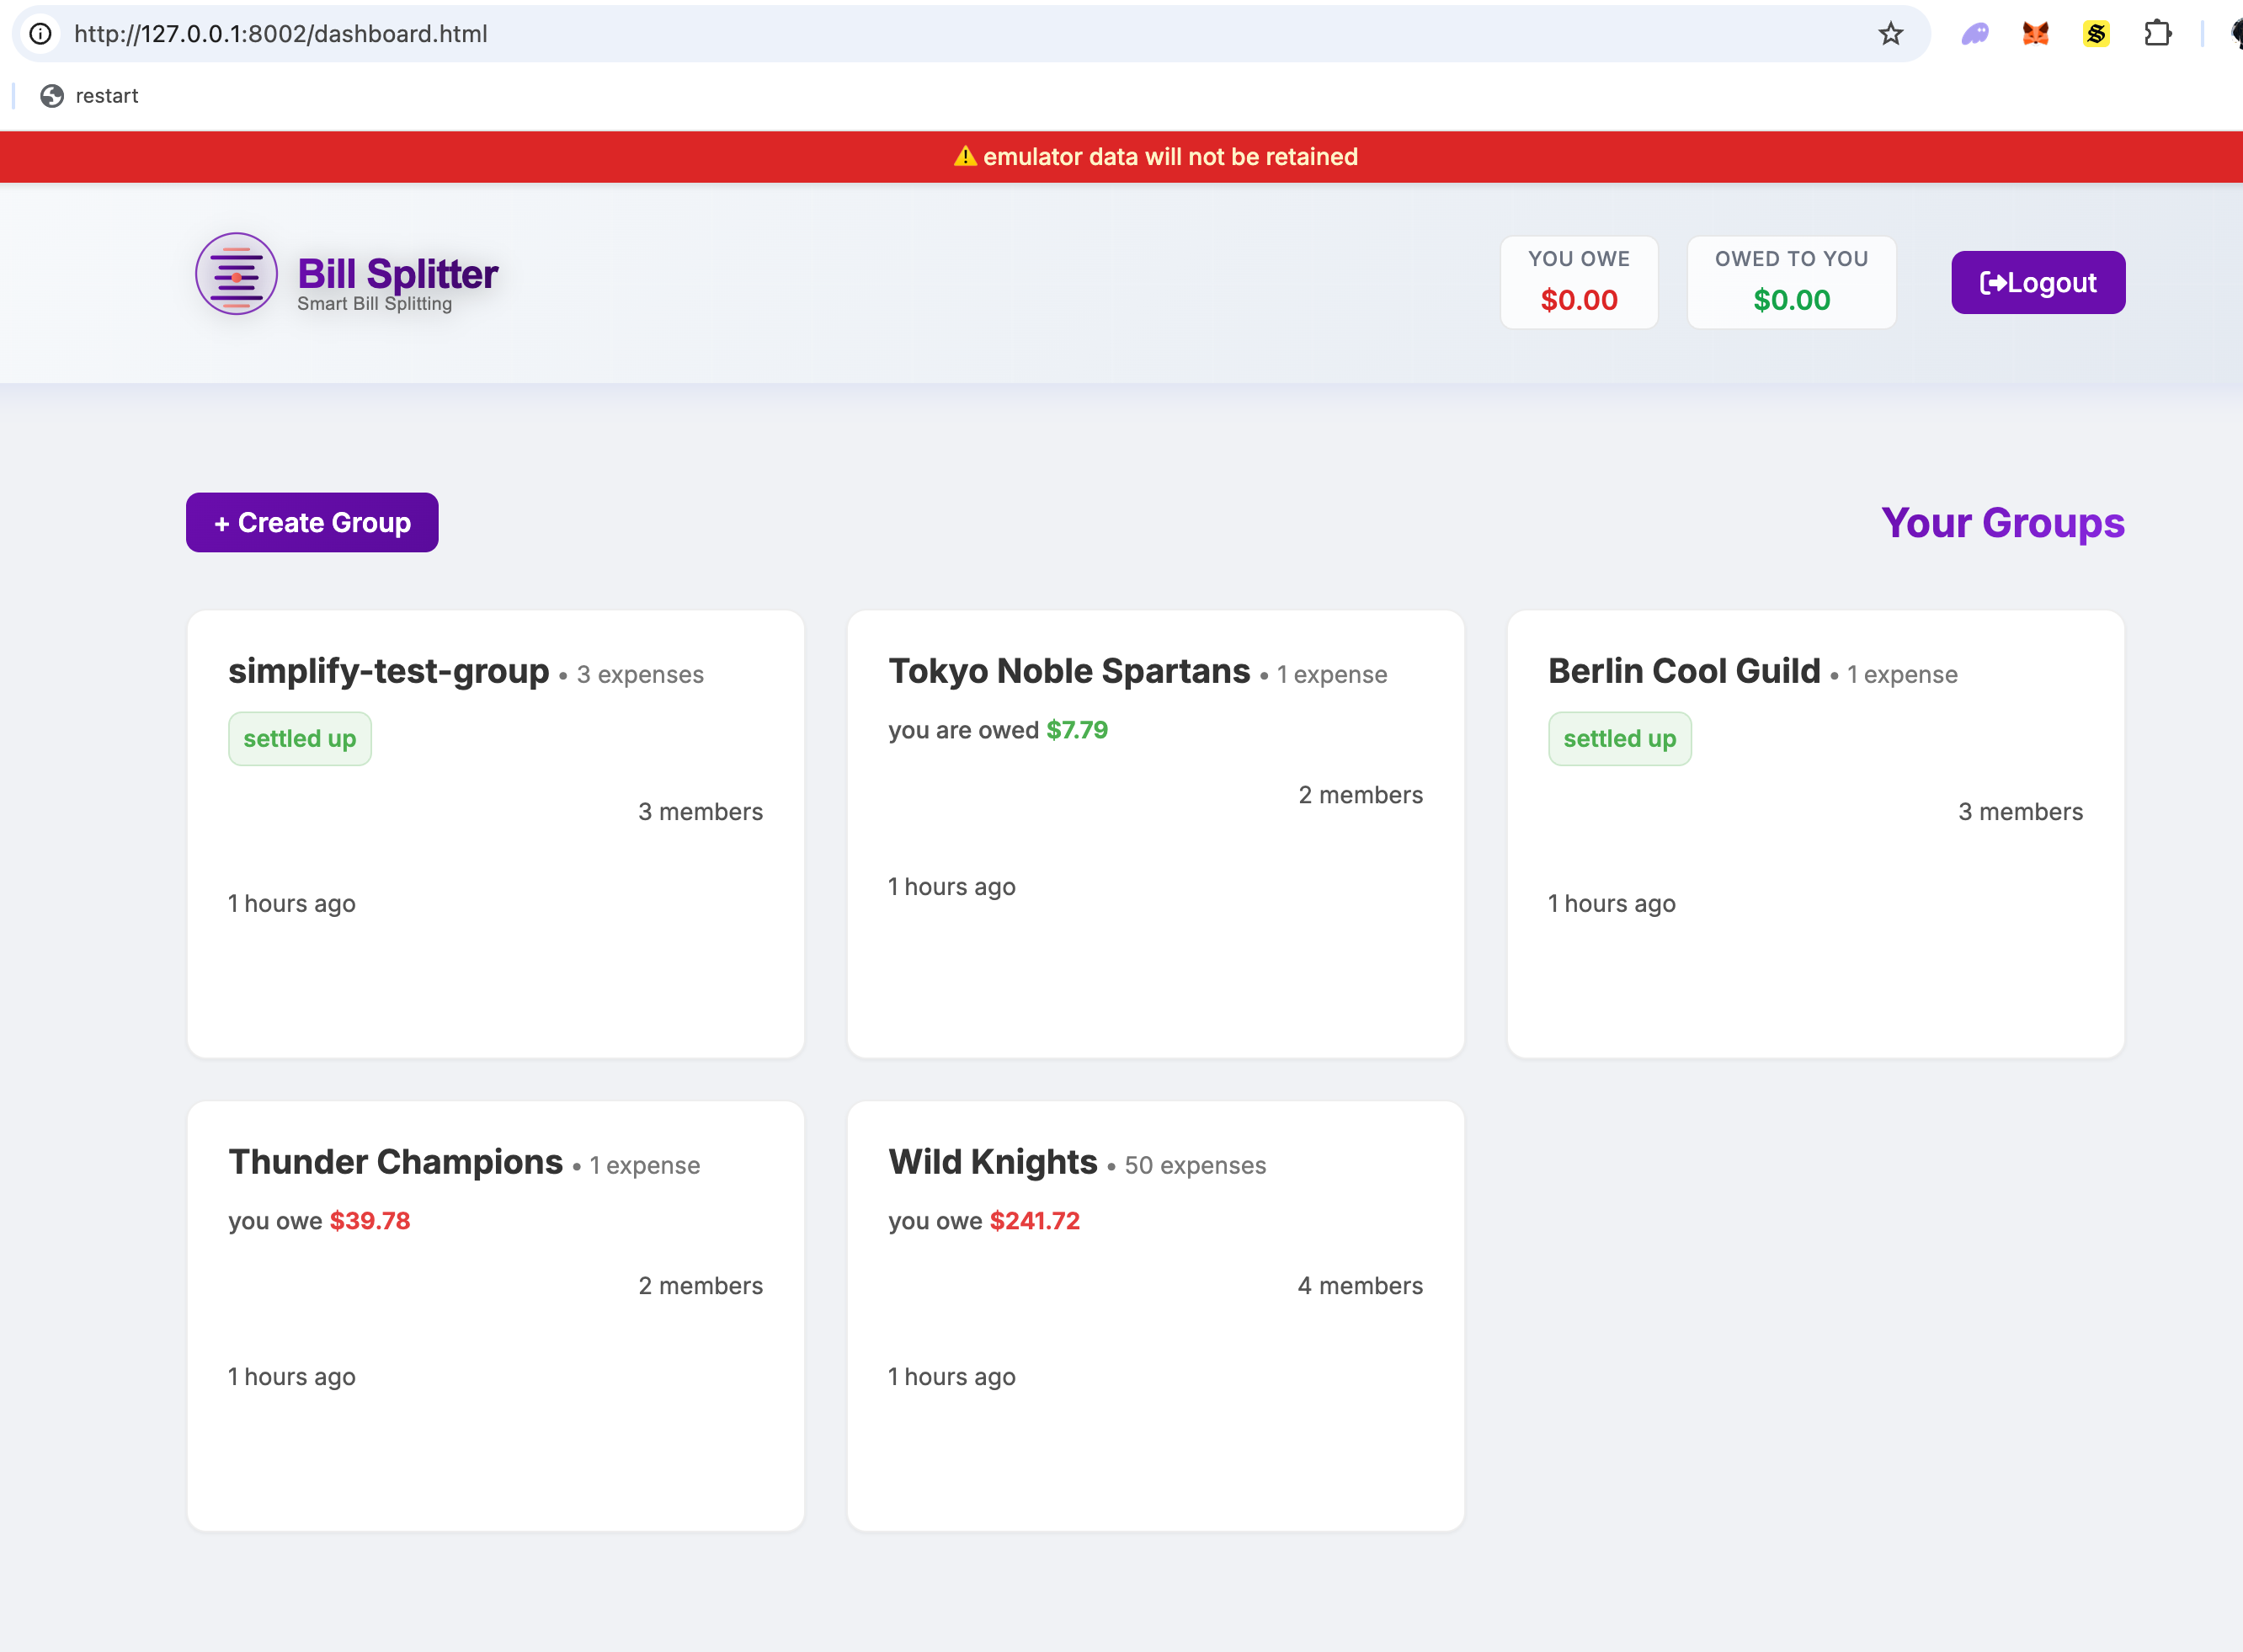 http://127.0.0.1:8002/dashboard.html
restart
⚠️ emulator data will not be retained
Bill Splitter
Smart Bill Splitting
YOU OWE
$0.00
OWED TO YOU
$0.00
Logout
+ Create Group
Your Groups
simplify-test-group • 3 expenses
settled up
3 members
1 hours ago
Tokyo Noble Spartans • 1 expense
you are owed $7.79
2 members
1 hours ago
Berlin Cool Guild • 1 expense
settled up
3 members
1 hours ago
Thunder Champions • 1 expense
you owe $39.78
2 members
1 hours ago
Wild Knights • 50 expenses
you owe $241.72
4 members
1 hours ago